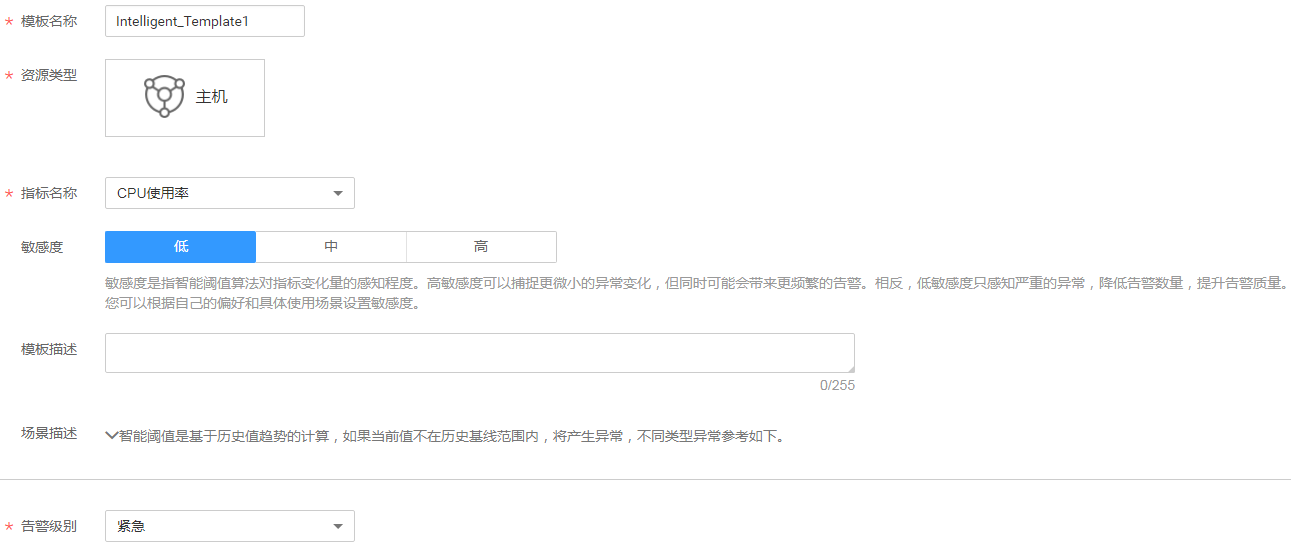 * 模板名称 Intelligent_Template1
* 资源类型 主机
* 指标名称 CPU使用率
敏感度 低 中 高
敏感度是指智能阈值算法对指标变化量的感知程度。高敏感度可以捕捉更微小的异常变化，但同时可能会带来更频繁的告警。相反，低敏感度只感知严重的异常，降低告警数量，提升告警质量。
您可以根据自己的偏好和具体使用场景设置敏感度。
模板描述
0/255
场景描述 智能阈值是基于历史值趋势的计算，如果当前值不在历史基线范围内，将产生异常，不同类型异常参考如下。
* 告警级别 紧急